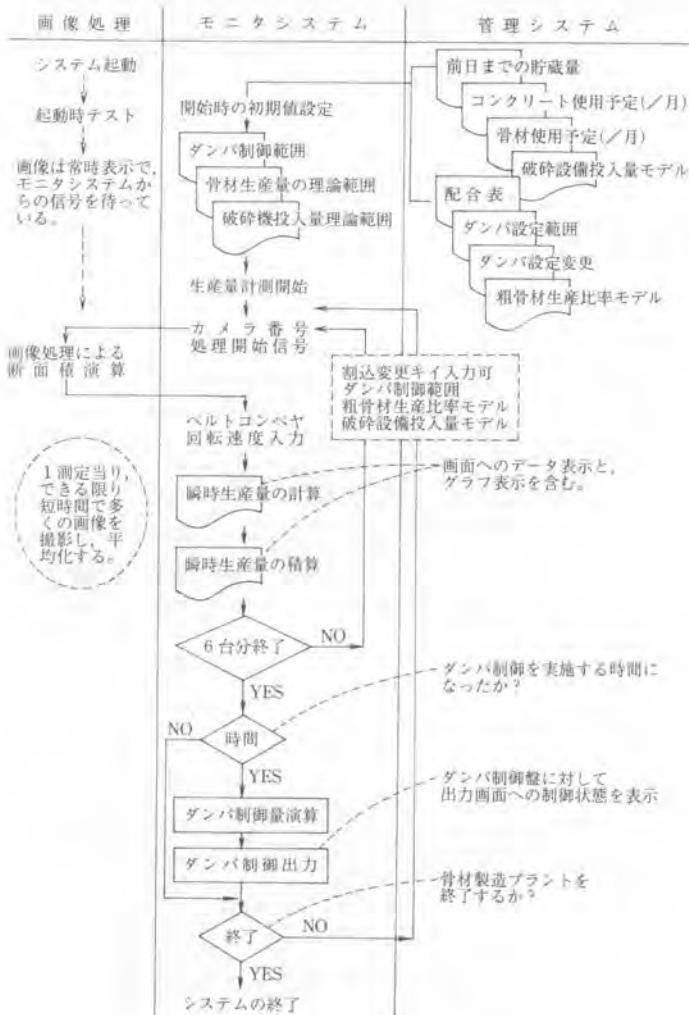 画像処理
モニタシステム
管理システム
システム起動
起動時テスト
画像は常時表示で,
モニタシステムか
らの信号を待って
いる。
画像処理による
断面積演算
1測定当り,
できる限り
短時間で多
くの画像を
撮影し, 平
均化する。
開始時の初期値設定
ダンパ制御範囲
骨材生産量の理論範囲
破砕機投入量理論範囲
生産量計測開始
カメラ番号
処理開始信号
ベルトコンベヤ
回転速度入力
瞬時生産量の計算
瞬時生産量の積算
6台分終了
NO
YES
時間
NO
YES
ダンパ制御量演算
ダンパ制御出力
終了
NO
YES
システムの終了
前日までの貯蔵量
コンクリート使用予定(/月)
骨材使用予定(/月)
破砕設備投入量モデル
配合表
ダンパ設定範囲
ダンパ設定変更
粗骨材生産比率モデル
割込変更キイ入力可
ダンパ制御範囲
粗骨材生産比率モデル
破砕設備投入量モデル
画面へのデータ表示と,
グラフ表示を含む。
ダンパ制御を実施する時間に
なったか?
ダンパ制御盤に対して
出力画面への制御状態を表示
骨材製造プラントを
終了するか?